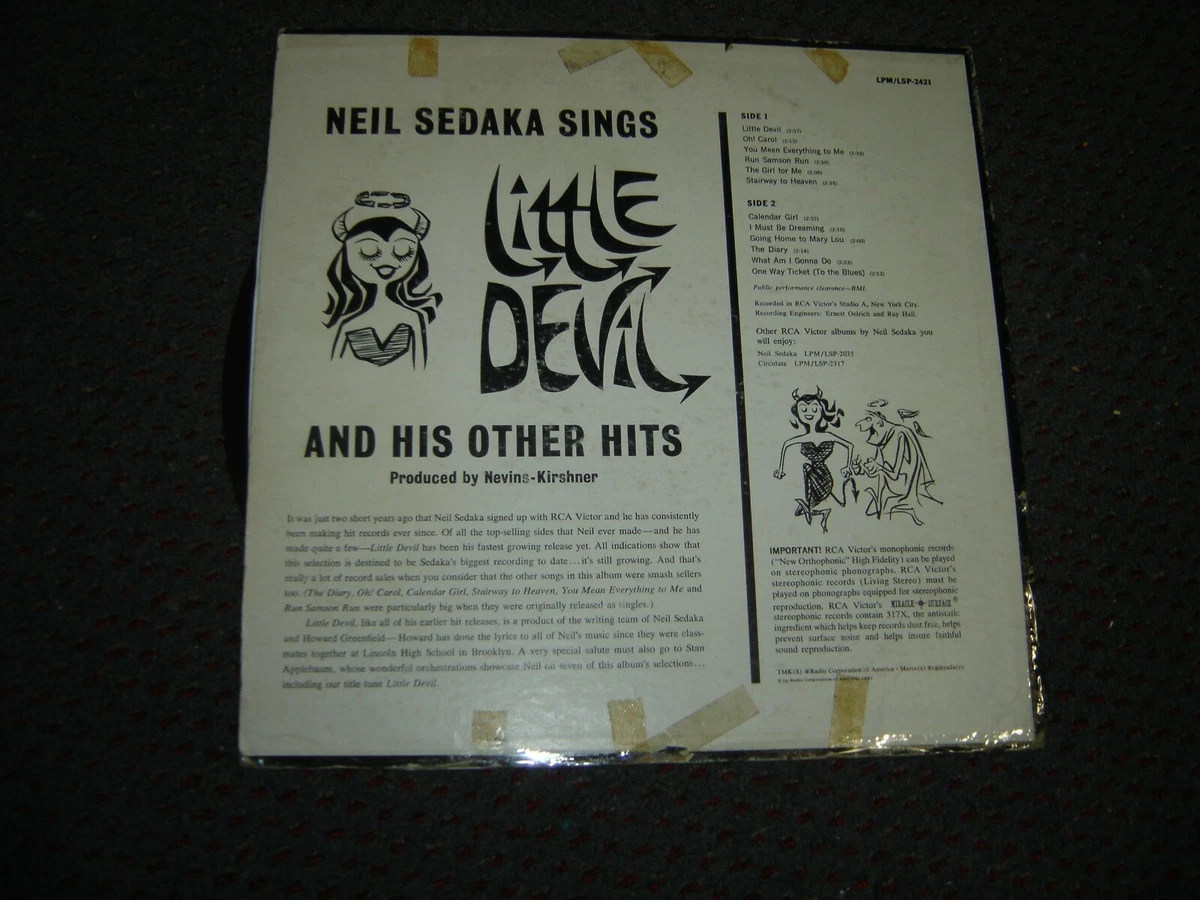 LPM/LSP-2421
NEIL SEDAKA SINGS
LITTLE
DEVIL
AND HIS OTHER HITS
Produced by Nevins-Kirshner
It was just two short years ago that Neil Sedaka signed up with RCA Victor and he has consistently
been making hit records ever since. Of all the top-selling sides that Neil ever made—and he has
made quite a few—Little Devil has been his fastest growing release yet. All indications show that
this selection is destined to be Sedaka's biggest recording to date...it's still growing. And that's
really a lot of record sales when you consider that the other songs in this album were smash sellers
too. (The Diary, Oh! Carol, Calendar Girl, Stairway to Heaven, You Mean Everything to Me and
Run Samson Run were particularly big when they were originally released as singles.)
Little Devil, like all of his earlier hit releases, is a product of the writing team of Neil Sedaka
and Howard Greenfield—Howard has done the lyrics to all of Neil's music since they were class-
mates together at Lincoln High School in Brooklyn. A very special salute must also go to Stan
Applebaum, whose wonderful orchestrations showcase Neil on seven of this album's selections...
including our title tune Little Devil.
SIDE 1
Little Devil (2:37)
Oh! Carol
You Mean Everything to Me
Run Samson Run
The Girl for Me
Stairway to Heaven
SIDE 2
Calendar Girl
I Must Be Dreaming
Going Home to Mary Lou
The Diary (2:14)
What Am I Gonna Do (2:23)
One Way Ticket (To the Blues)
Public performance clearance—BMI.
Recorded in RCA Victor's Studio A, New York City.
Recording Engineers: Ernest Oelrich and Ray Hall.
Other RCA Victor albums by Neil Sedaka you
will enjoy:
Neil Sedaka LPM/LSP-2035
Circulate LPM/LSP-2317
IMPORTANT! RCA Victor's monophonic records
("New Orthophonic" High Fidelity) can be played
on stereophonic phonographs. RCA Victor's
stereophonic records (Living Stereo) must be
played on phonographs equipped for stereophonic
reproduction. RCA Victor's MIRACLE SURFACE®
stereophonic records contain 317X, the antistatic
ingredient which helps keep records dust free, helps
prevent surface noise and helps insure faithful
sound reproduction.
TMK(s) ®Radio Corporation of America • Marca(s) Registrada(s)
Radio Corporation of America, 1961